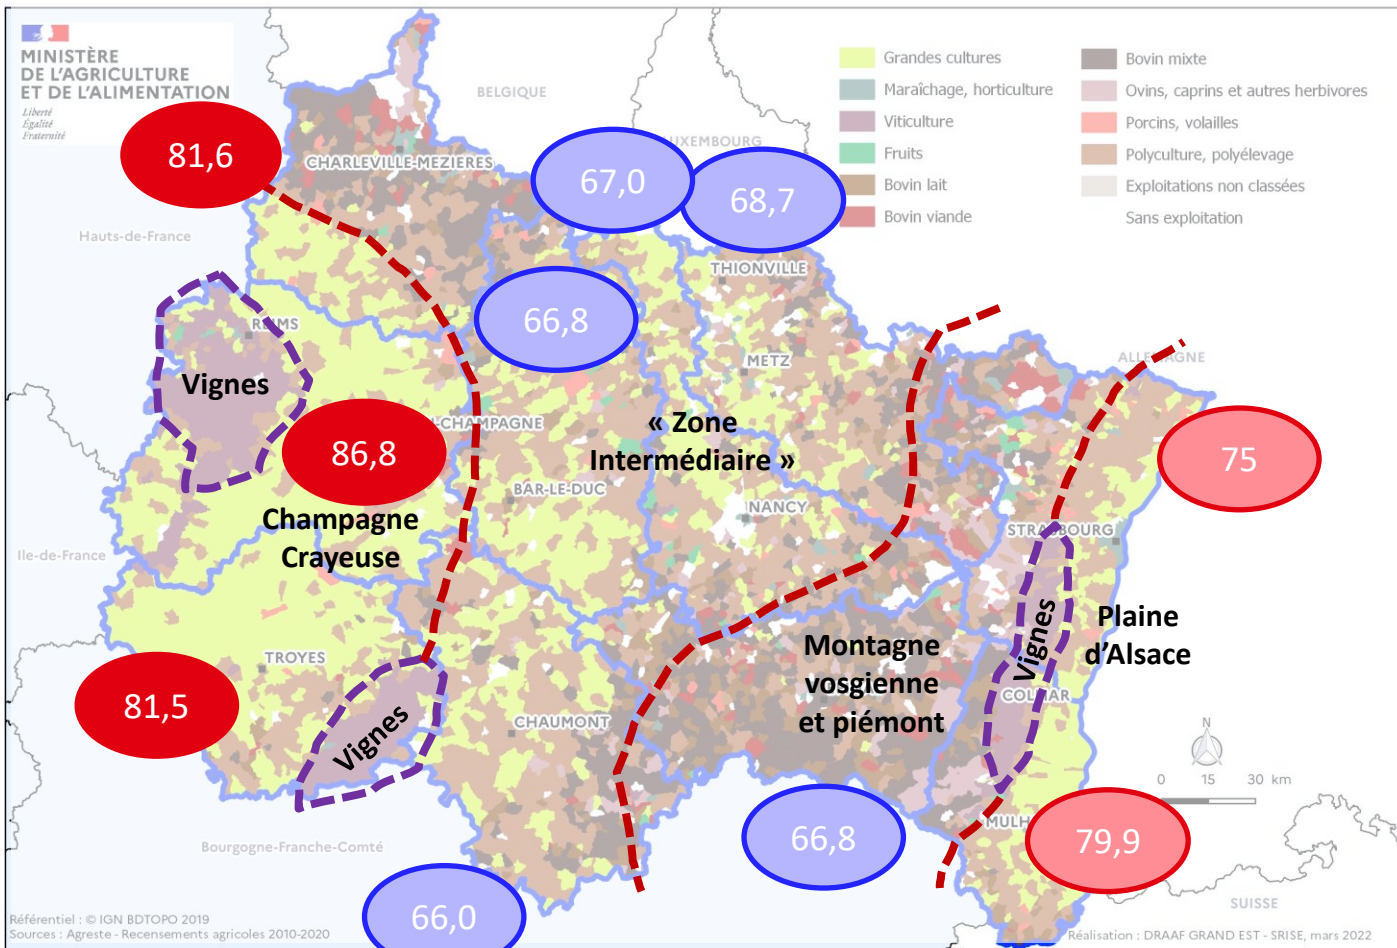 MINISTÈRE
DE L'AGRICULTURE
ET DE L'ALIMENTATION
Liberté
Égalité
Fraternité
Grandes cultures
Maraîchage, horticulture
Viticulture
Fruits
Bovin lait
Bovin viande
Bovin mixte
Ovins, caprins et autres herbivores
Porcins, volailles
Polyculture, polyélevage
Exploitations non classées
Sans exploitation
BELGIQUE
UXEMBOURG
81,6
CHARLEVILLE-MEZIERES
67,0
68,7
Hauts-de-France
THIONVILLE
66,8
REIMS
METZ
ALLEMAGNE
Vignes
-CHAMPAGNE
« Zone
Intermédiaire »
86,8
75
BAR-LE-DUC
NANCY
Champagne
Crayeuse
STRASBOURG
Ile-de-France
Vignes
Plaine
d'Alsace
TROYES
Montagne
vosgienne
et piémont
COLMAR
81,5
Vignes
CHAUMONT
N
0 15 30 km
MULH
66,8
79,9
Bourgogne-Franche-Comté
66,0
SUISSE
Référentiel : © IGN BDTOPO 2019
Sources : Agreste - Recensements agricoles 2010-2020
Réalisation : DRAAF GRAND EST - SRISE, mars 2022